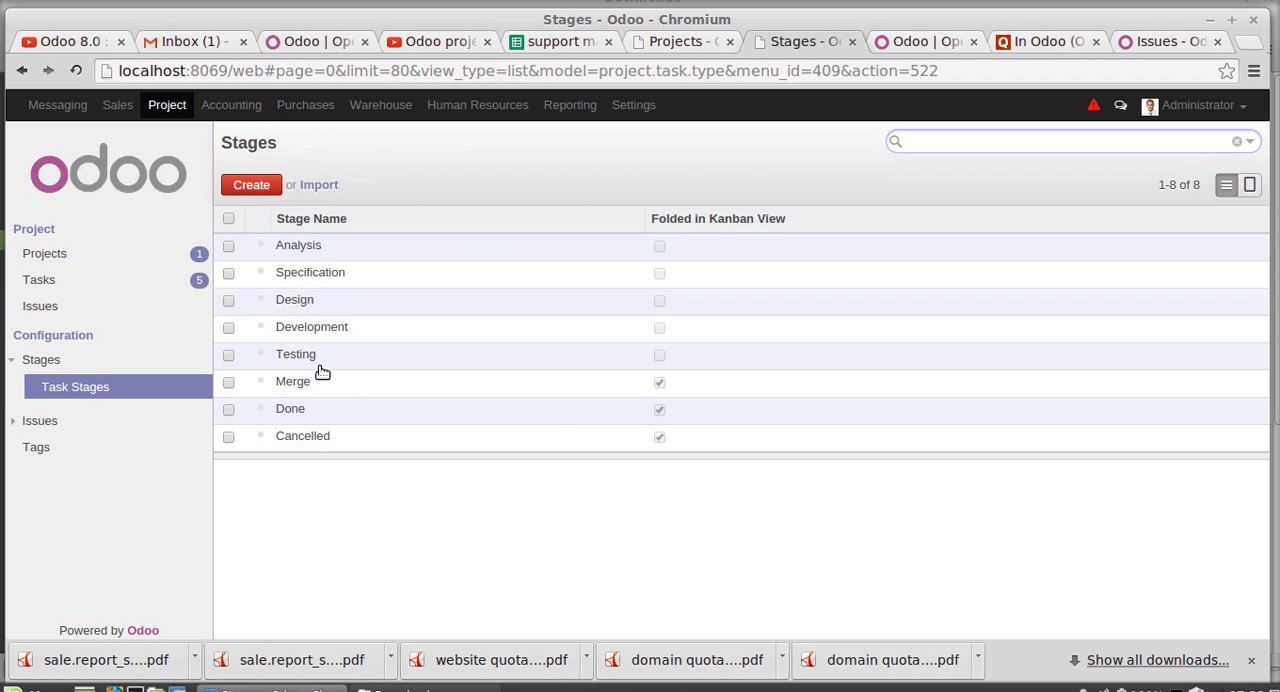 Stages - Odoo - Chromium
Odoo 8.0 :
Inbox (1) -
Odoo | Ope
Odoo proje
support m
Projects - O
Stages - Od
Odoo | Ope
In Odoo (O
Issues - Od
localhost:8069/web#page=0&limit=80&view_type=list&model=project.task.type&menu_id=409&action=522
Messaging Sales Project Accounting Purchases Warehouse Human Resources Reporting Settings
Administrator
odoo
Stages
Create or Import
1-8 of 8
Project
Projects 1
Tasks 5
Issues
Configuration
Stages
Task Stages
Issues
Tags
Stage Name Folded in Kanban View
Analysis
Specification
Design
Development
Testing
Merge
Done
Cancelled
Powered by Odoo
sale.report_s....pdf
sale.report_s....pdf
website quota....pdf
domain quota....pdf
domain quota....pdf
Show all downloads...